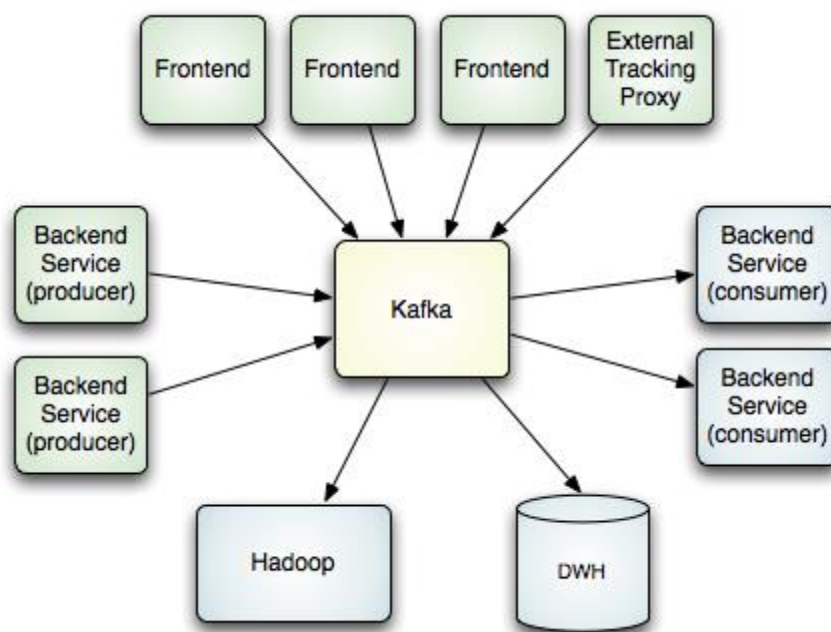 Frontend
Frontend
Frontend
External
Tracking
Proxy
Backend
Service
(producer)
Kafka
Backend
Service
(consumer)
Backend
Service
(producer)
Backend
Service
(consumer)
Hadoop
DWH